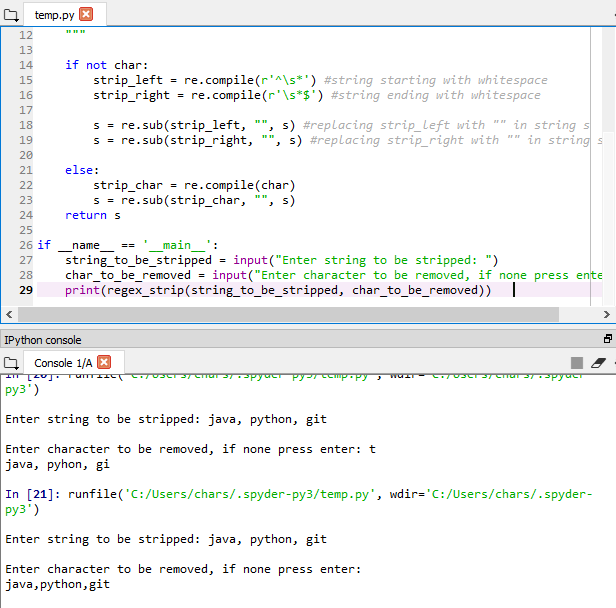 temp.py
12 """
13
14 if not char:
15 strip_left = re.compile(r'^\s*') #string starting with whitespace
16 strip_right = re.compile(r'\s*$') #string ending with whitespace
17
18 s = re.sub(strip_left, "", s) #replacing strip_left with "" in string s
19 s = re.sub(strip_right, "", s) #replacing strip_right with "" in string s
20
21 else:
22 strip_char = re.compile(char)
23 s = re.sub(strip_char, "", s)
24 return s
25
26 if __name__ == '__main__':
27 string_to_be_stripped = input("Enter string to be stripped: ")
28 char_to_be_removed = input("Enter character to be removed, if none press ente
29 print(regex_strip(string_to_be_stripped, char_to_be_removed))
IPython console
Console 1/A
In [20]: runfile('C:/Users/chars/.spyder-py3/temp.py', wdir='C:/Users/chars/.spyder-
py3')
Enter string to be stripped: java, python, git
Enter character to be removed, if none press enter: t
java, pyhon, gi
In [21]: runfile('C:/Users/chars/.spyder-py3/temp.py', wdir='C:/Users/chars/.spyder-
py3')
Enter string to be stripped: java, python, git
Enter character to be removed, if none press enter:
java,python,git